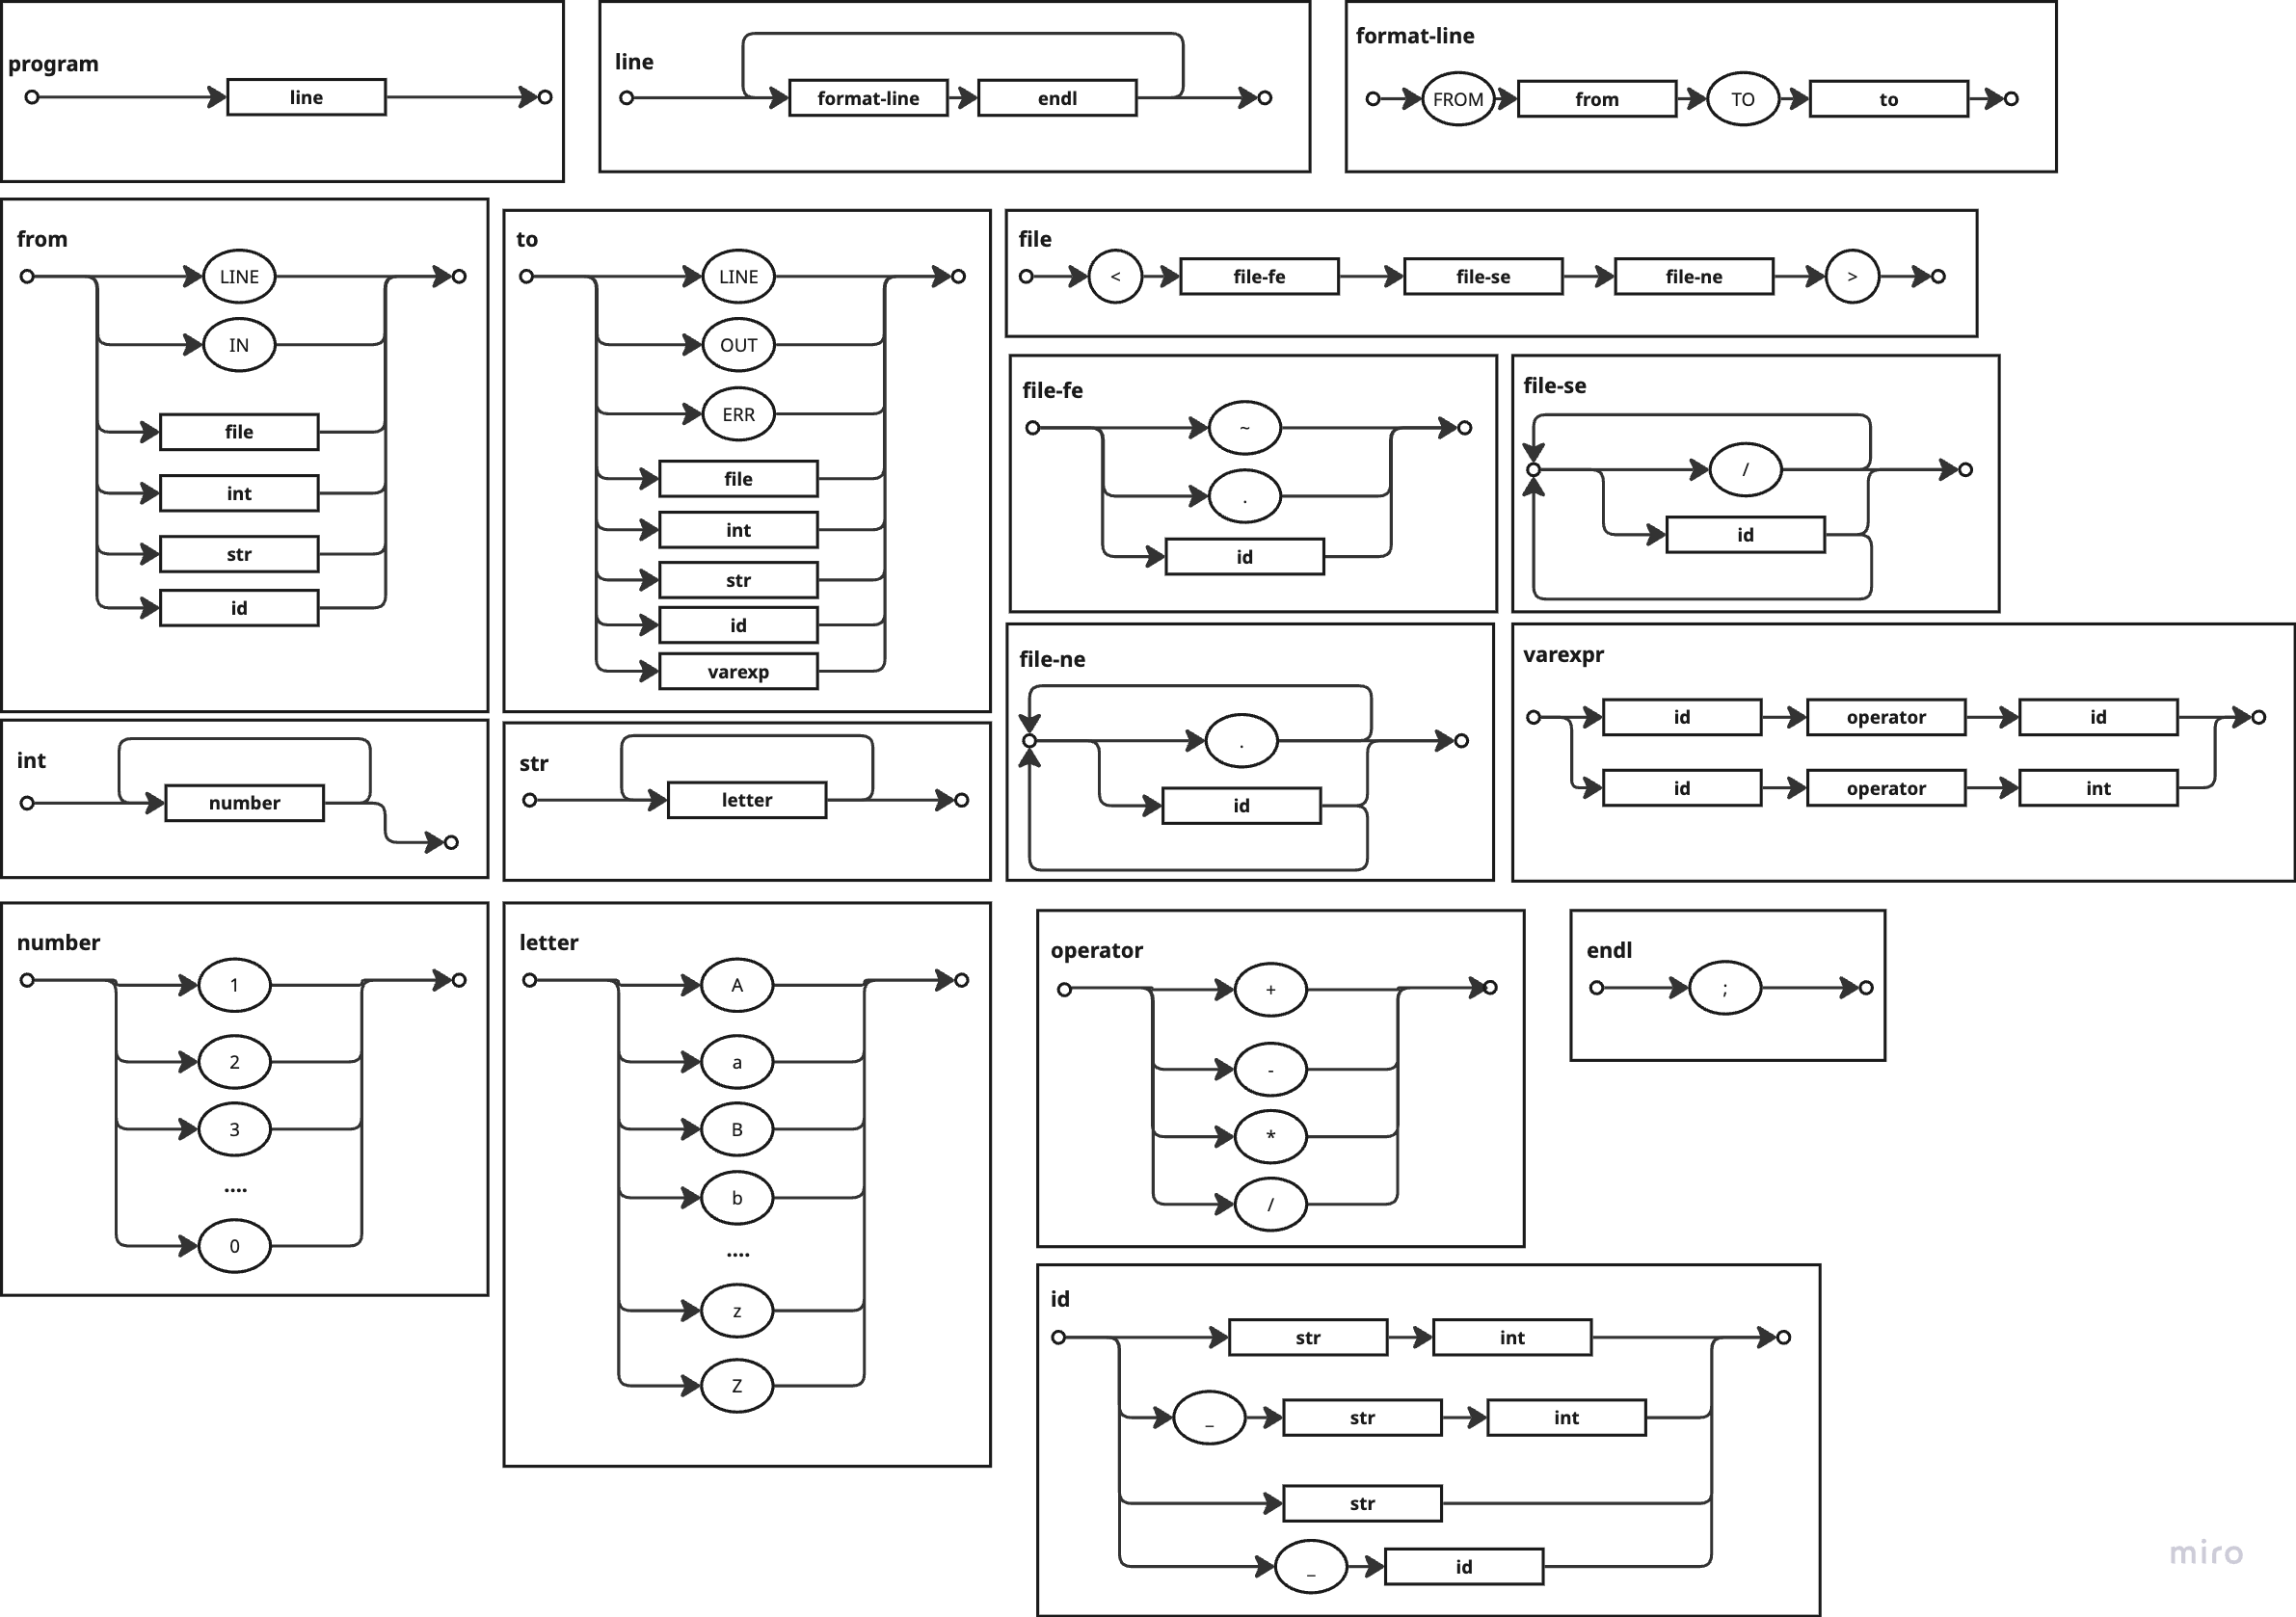 program
line
line
format-line
endl
format-line
FROM
from
TO
to
from
LINE
IN
file
int
str
id
to
LINE
OUT
ERR
file
int
str
id
varexp
file
<
file-fe
file-se
file-ne
>
file-fe
~
.
id
file-se
/
id
file-ne
.
id
varexpr
id
operator
id
id
operator
int
int
number
str
letter
number
1
2
3
....
0
letter
A
a
B
b
....
z
Z
operator
+
-
*
/
endl
;
id
str
int
_
str
int
str
_
id
miro